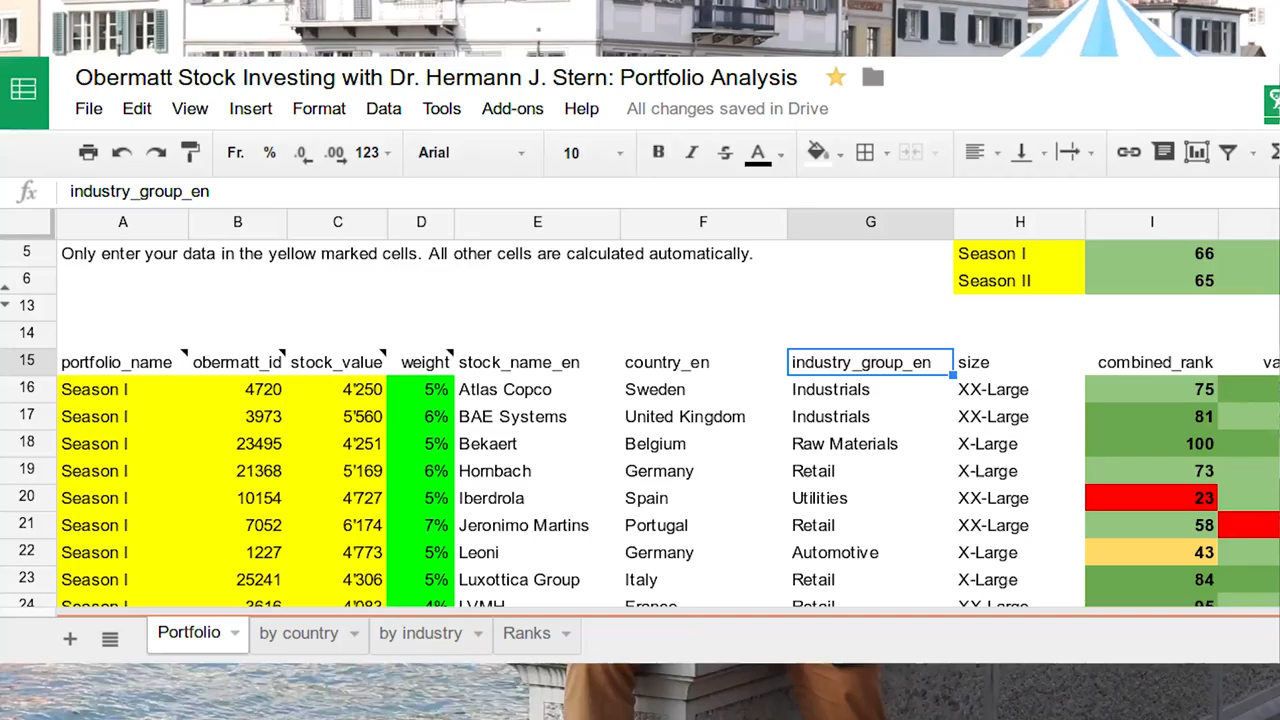 Obermatt Stock Investing with Dr. Hermann J. Stern: Portfolio Analysis
File Edit View Insert Format Data Tools Add-ons Help All changes saved in Drive
Fr. % .0 .00 123 Arial 10 B I S A
fx industry_group_en
A B C D E F G H I
5 Only enter your data in the yellow marked cells. All other cells are calculated automatically. Season I 66
6 Season II 65
13
14
15 portfolio_name obermatt_id stock_value weight stock_name_en country_en industry_group_en size combined_rank va
16 Season I 4720 4'250 5% Atlas Copco Sweden Industrials XX-Large 75
17 Season I 3973 5'560 6% BAE Systems United Kingdom Industrials XX-Large 81
18 Season I 23495 4'251 5% Bekaert Belgium Raw Materials X-Large 100
19 Season I 21368 5'169 6% Hornbach Germany Retail X-Large 73
20 Season I 10154 4'727 5% Iberdrola Spain Utilities XX-Large 23
21 Season I 7052 6'174 7% Jeronimo Martins Portugal Retail XX-Large 58
22 Season I 1227 4'773 5% Leoni Germany Automotive X-Large 43
23 Season I 25241 4'306 5% Luxottica Group Italy Retail X-Large 84
24 Season I 3616 4'083 4% LVMH France Retail XX-Large 95
Portfolio by country by industry Ranks